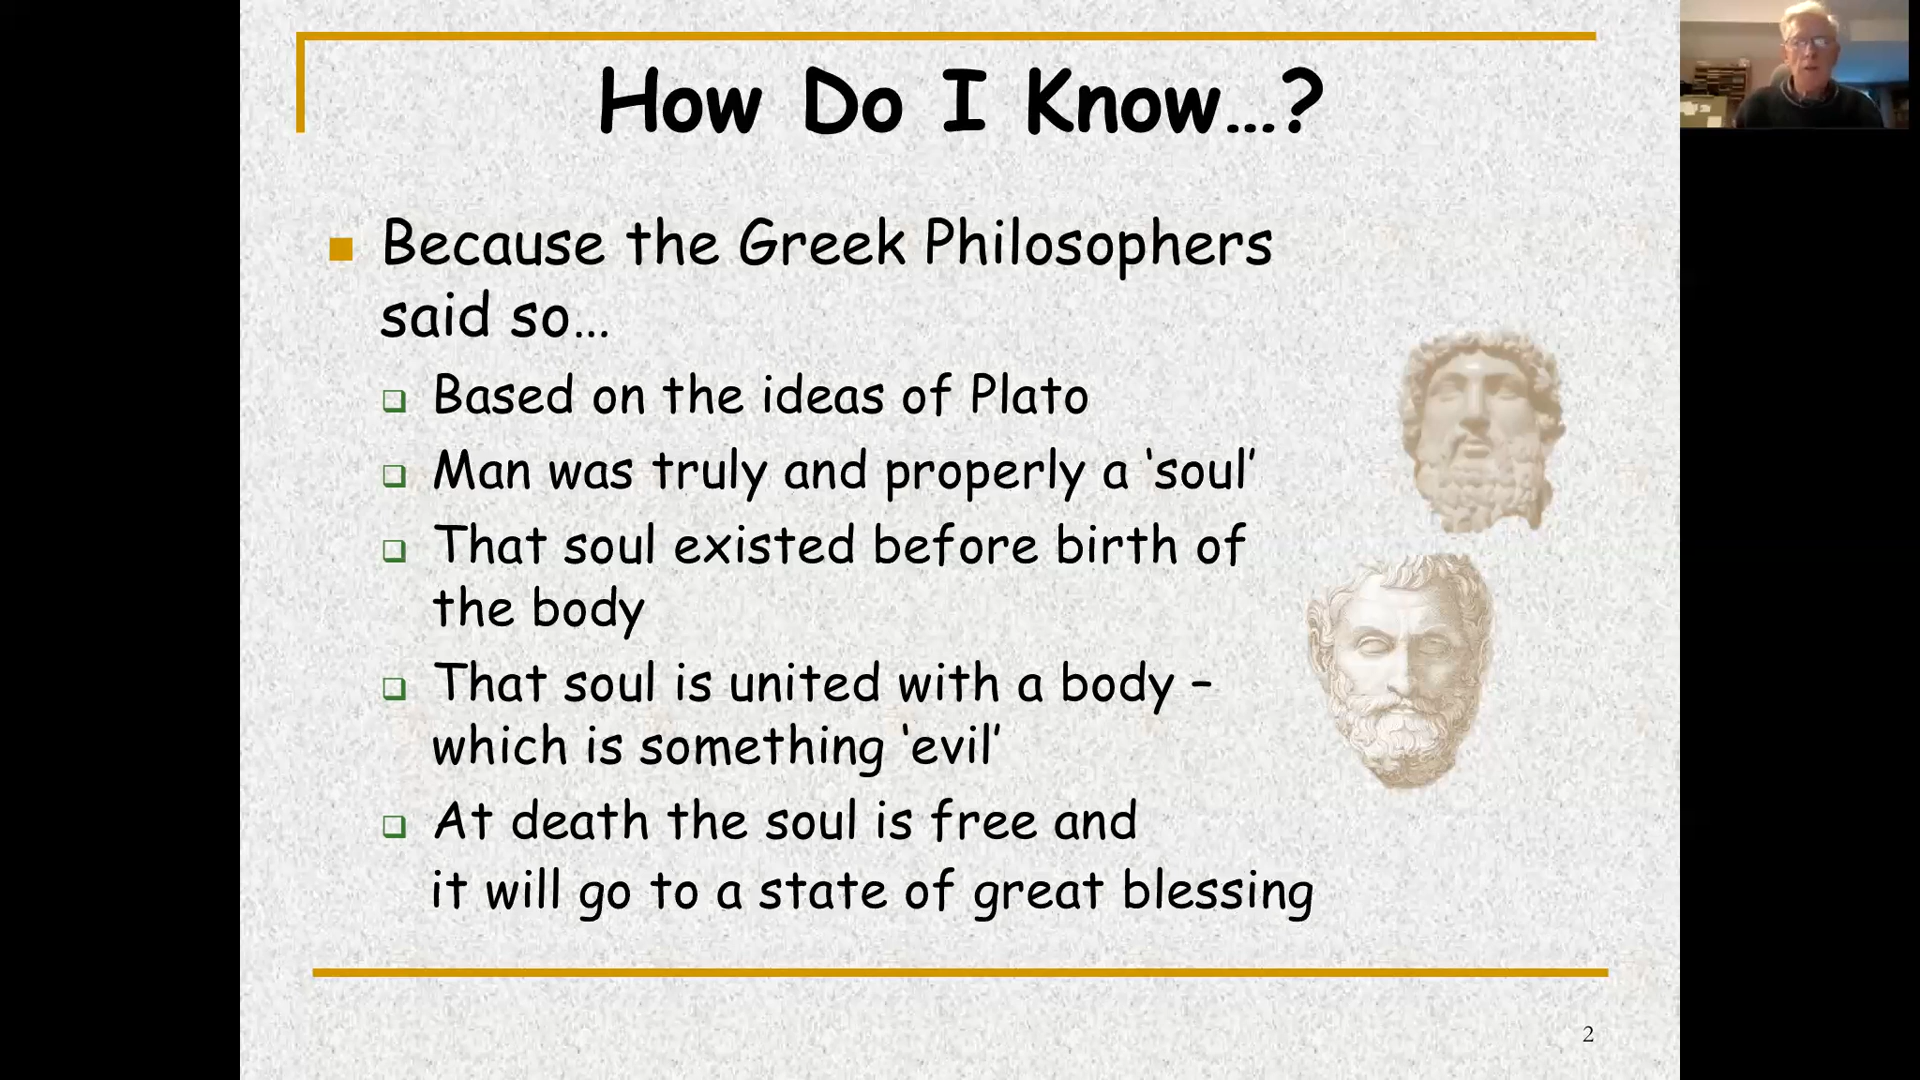 How Do I Know…?
Because the Greek Philosophers
said so…
Based on the ideas of Plato
Man was truly and properly a ‘soul’
That soul existed before birth of
the body
That soul is united with a body –
which is something ‘evil’
At death the soul is free and
it will go to a state of great blessing
2